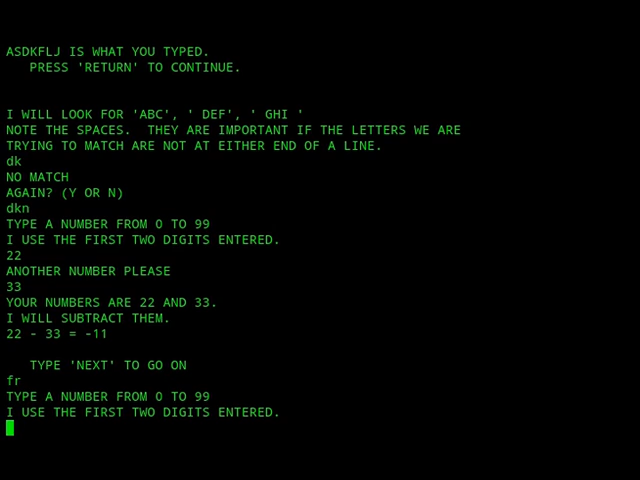 ASDKFLJ IS WHAT YOU TYPED.
PRESS 'RETURN' TO CONTINUE.
I WILL LOOK FOR 'ABC', ' DEF', ' GHI '
NOTE THE SPACES.  THEY ARE IMPORTANT IF THE LETTERS WE ARE
TRYING TO MATCH ARE NOT AT EITHER END OF A LINE.
dk
NO MATCH
AGAIN? (Y OR N)
dkn
TYPE A NUMBER FROM 0 TO 99
I USE THE FIRST TWO DIGITS ENTERED.
22
ANOTHER NUMBER PLEASE
33
YOUR NUMBERS ARE 22 AND 33.
I WILL SUBTRACT THEM.
22 - 33 = -11
TYPE 'NEXT' TO GO ON
fr
TYPE A NUMBER FROM 0 TO 99
I USE THE FIRST TWO DIGITS ENTERED.